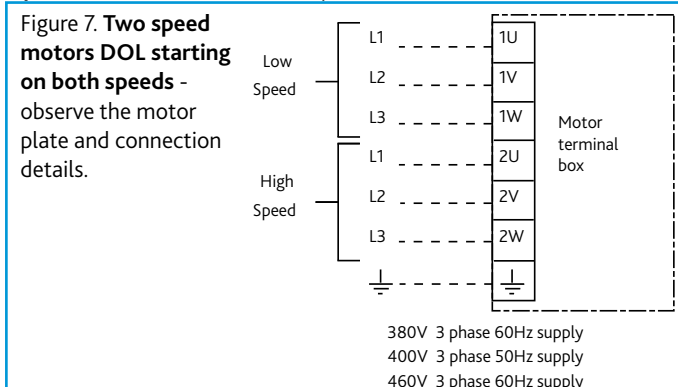 Figure 7. Two speed
motors DOL starting
on both speeds -
observe the motor
plate and connection
details.
Low
Speed
L1
1U
L2
1V
L3
1W
High
Speed
L1
2U
L2
2V
L3
2W
Motor
terminal
box
380V 3 phase 60Hz supply
400V 3 phase 50Hz supply
460V 3 phase 60Hz supply